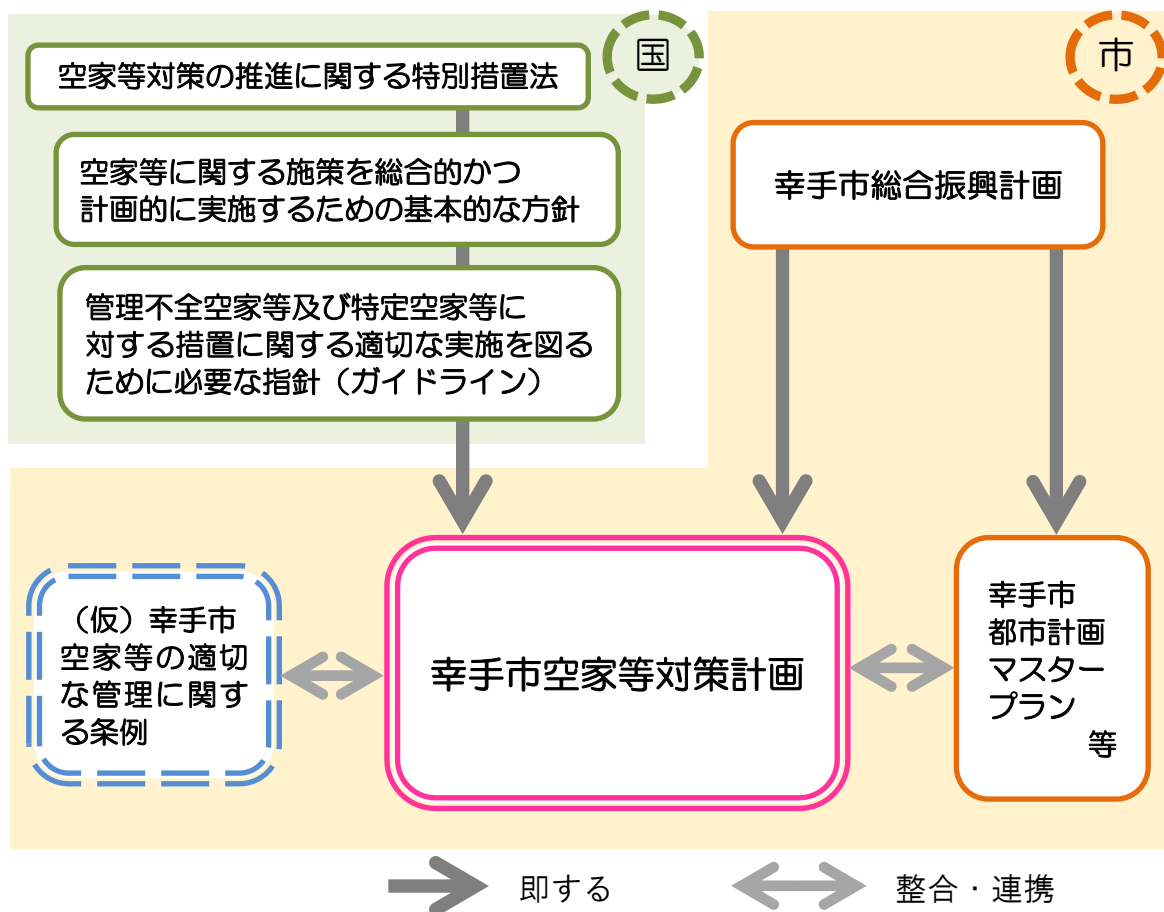 国
空家等対策の推進に関する特別措置法
空家等に関する施策を総合的かつ
計画的に実施するための基本的な方針
管理不全空家等及び特定空家等に
対する措置に関する適切な実施を図る
ために必要な指針（ガイドライン）
市
幸手市総合振興計画
（仮）幸手市
空家等の適切
な管理に関す
る条例
幸手市空家等対策計画
幸手市
都市計画
マスター
プラン
等
即する
整合・連携